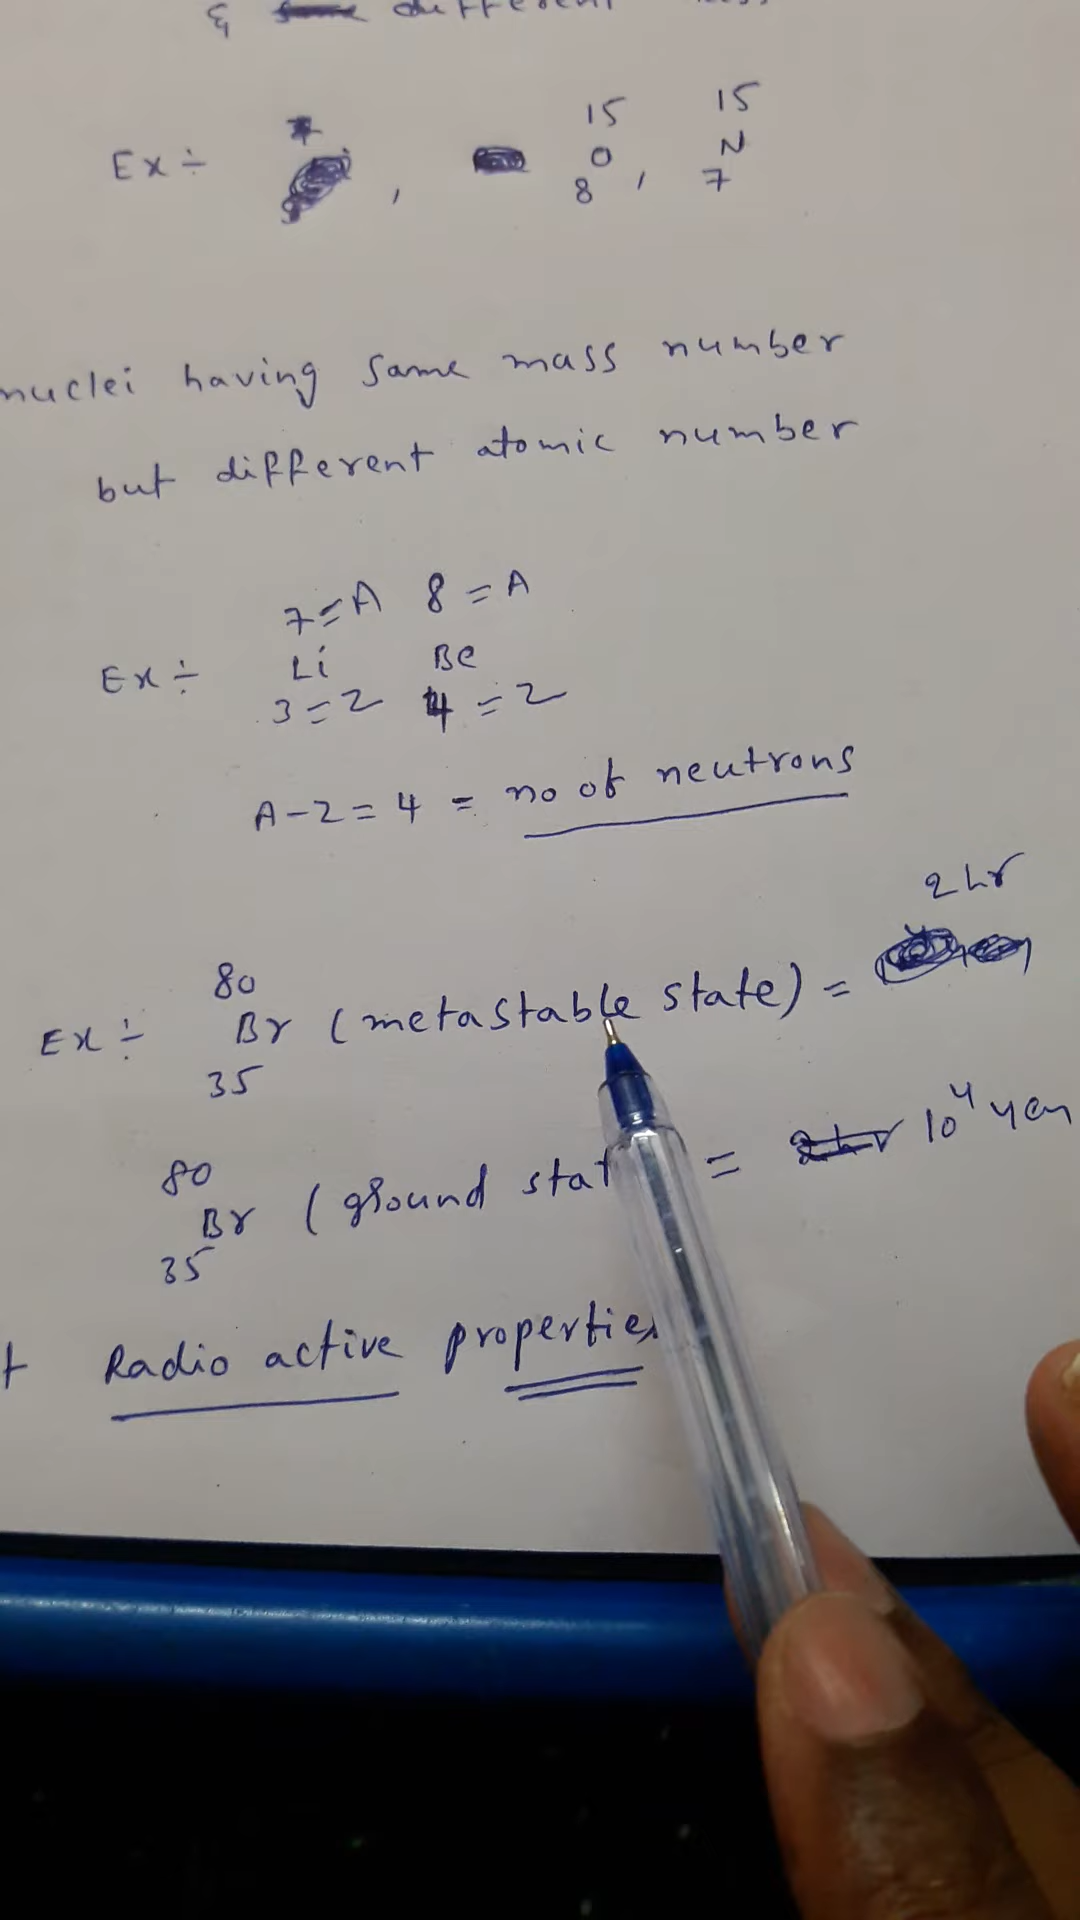 & different
Ex÷ , 15 O 8 , 15 N 7
nuclei having same mass number
but different atomic number
7=A 8=A
Ex÷ Li Be
3=Z 4=Z
A-Z=4 = no of neutrons
2hr
80
Ex÷ Br (metastable state) =
35
80
Br (ground stat = 10⁴ yea
35
Radio active properties